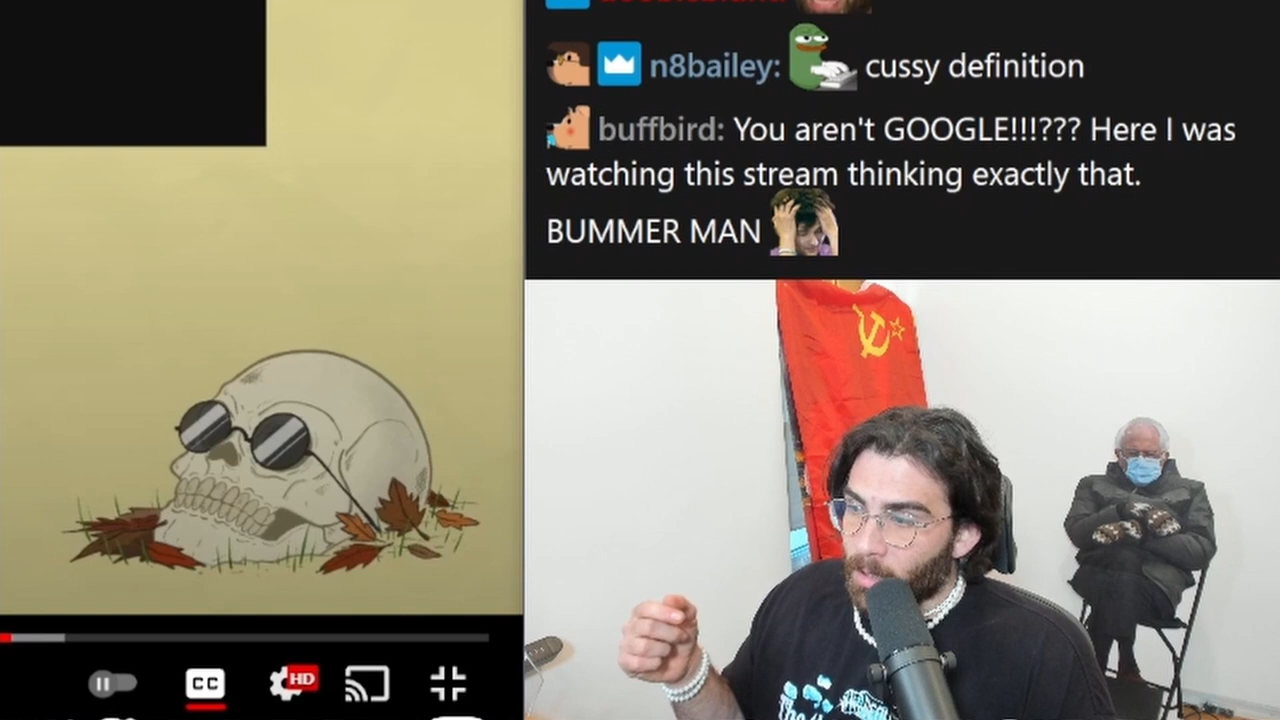 n8bailey: cussy definition
buffbird: You aren't GOOGLE!!!??? Here I was
watching this stream thinking exactly that.
BUMMER MAN
CC
HD